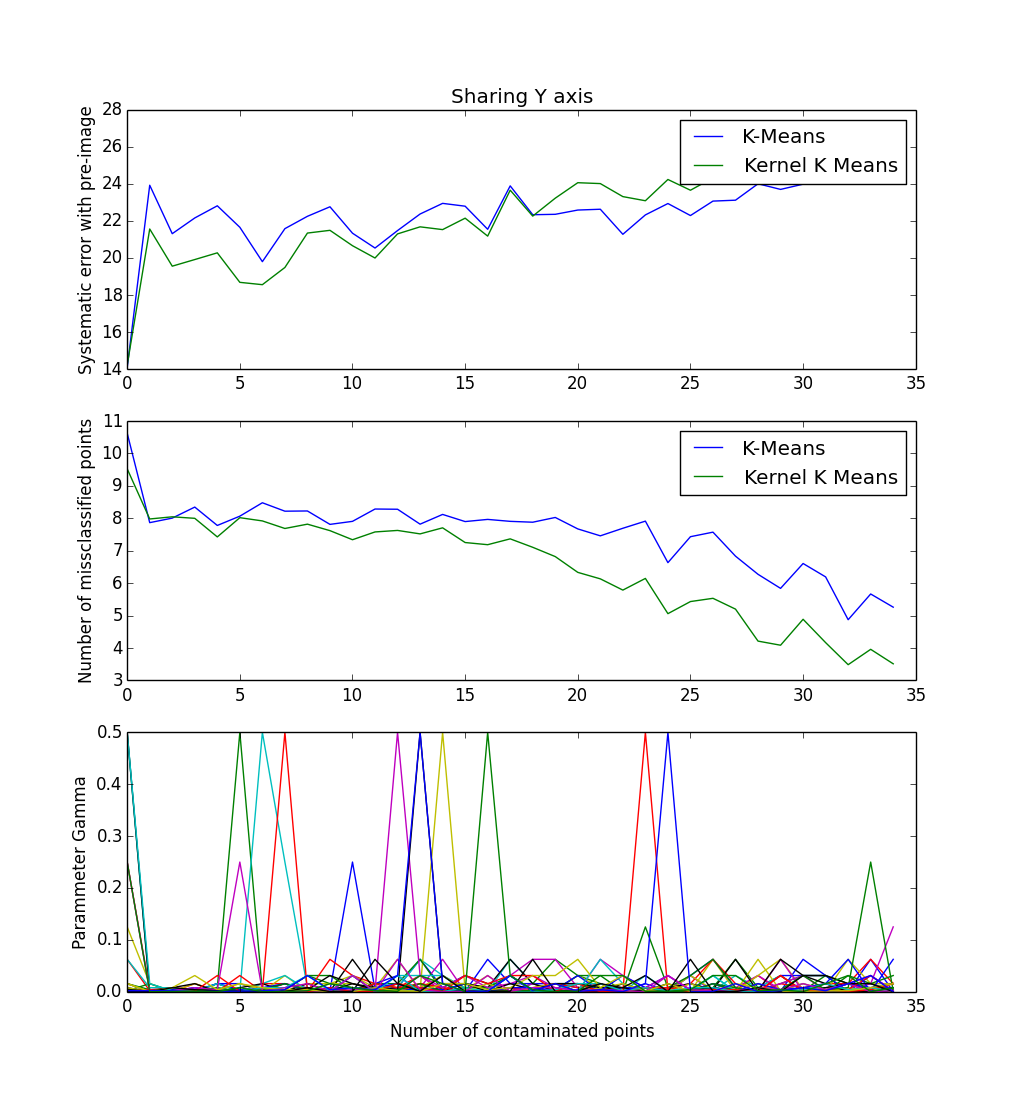 Sharing Y axis
28
26
24
22
20
18
16
14
Systematic error with pre-image
K-Means
Kernel K Means
0 5 10 15 20 25 30 35
11
10
9
8
7
6
5
4
3
Number of missclassified points
K-Means
Kernel K Means
0 5 10 15 20 25 30 35
0.5
0.4
0.3
0.2
0.1
0.0
Parammeter Gamma
0 5 10 15 20 25 30 35
Number of contaminated points